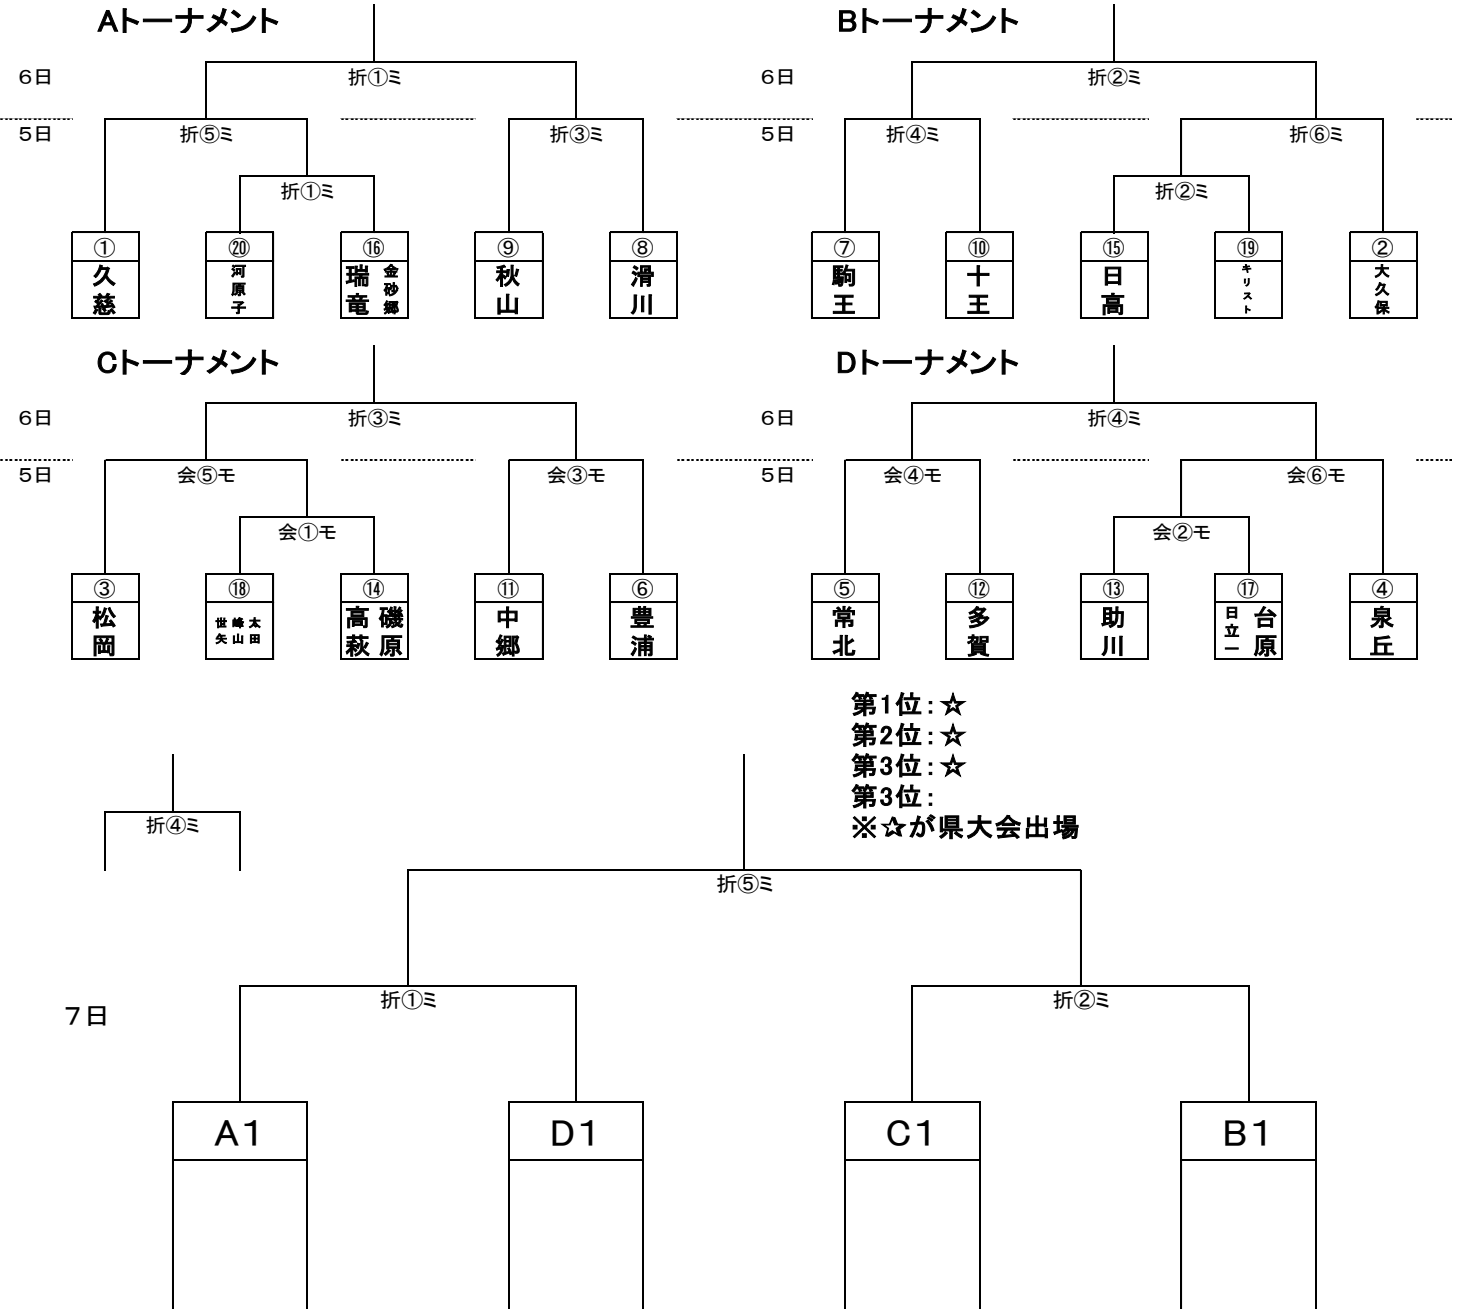 Aトーナメント
6日
折①ミ
5日
折⑤ミ
折③ミ
折①ミ
①
久慈
⑳
河原子
⑯
金砂郷
瑞竜
⑨
秋山
⑧
滑川
Bトーナメント
6日
折②ミ
5日
折④ミ
折⑥ミ
折②ミ
⑦
駒王
⑩
十王
⑮
日高
⑲
キリスト
②
大久保
Cトーナメント
6日
折③ミ
5日
会⑤モ
会③モ
会①モ
③
松岡
⑱
太田
峰山
世矢
⑭
磯原
高萩
⑪
中郷
⑥
豊浦
Dトーナメント
6日
折④ミ
5日
会④モ
会⑥モ
会②モ
⑤
常北
⑫
多賀
⑬
助川
⑰
台原
日立一
④
泉丘
第1位:☆
第2位:☆
第3位:☆
第3位:
※☆が県大会出場
折④ミ
折⑤ミ
7日
折①ミ
折②ミ
A1
D1
C1
B1